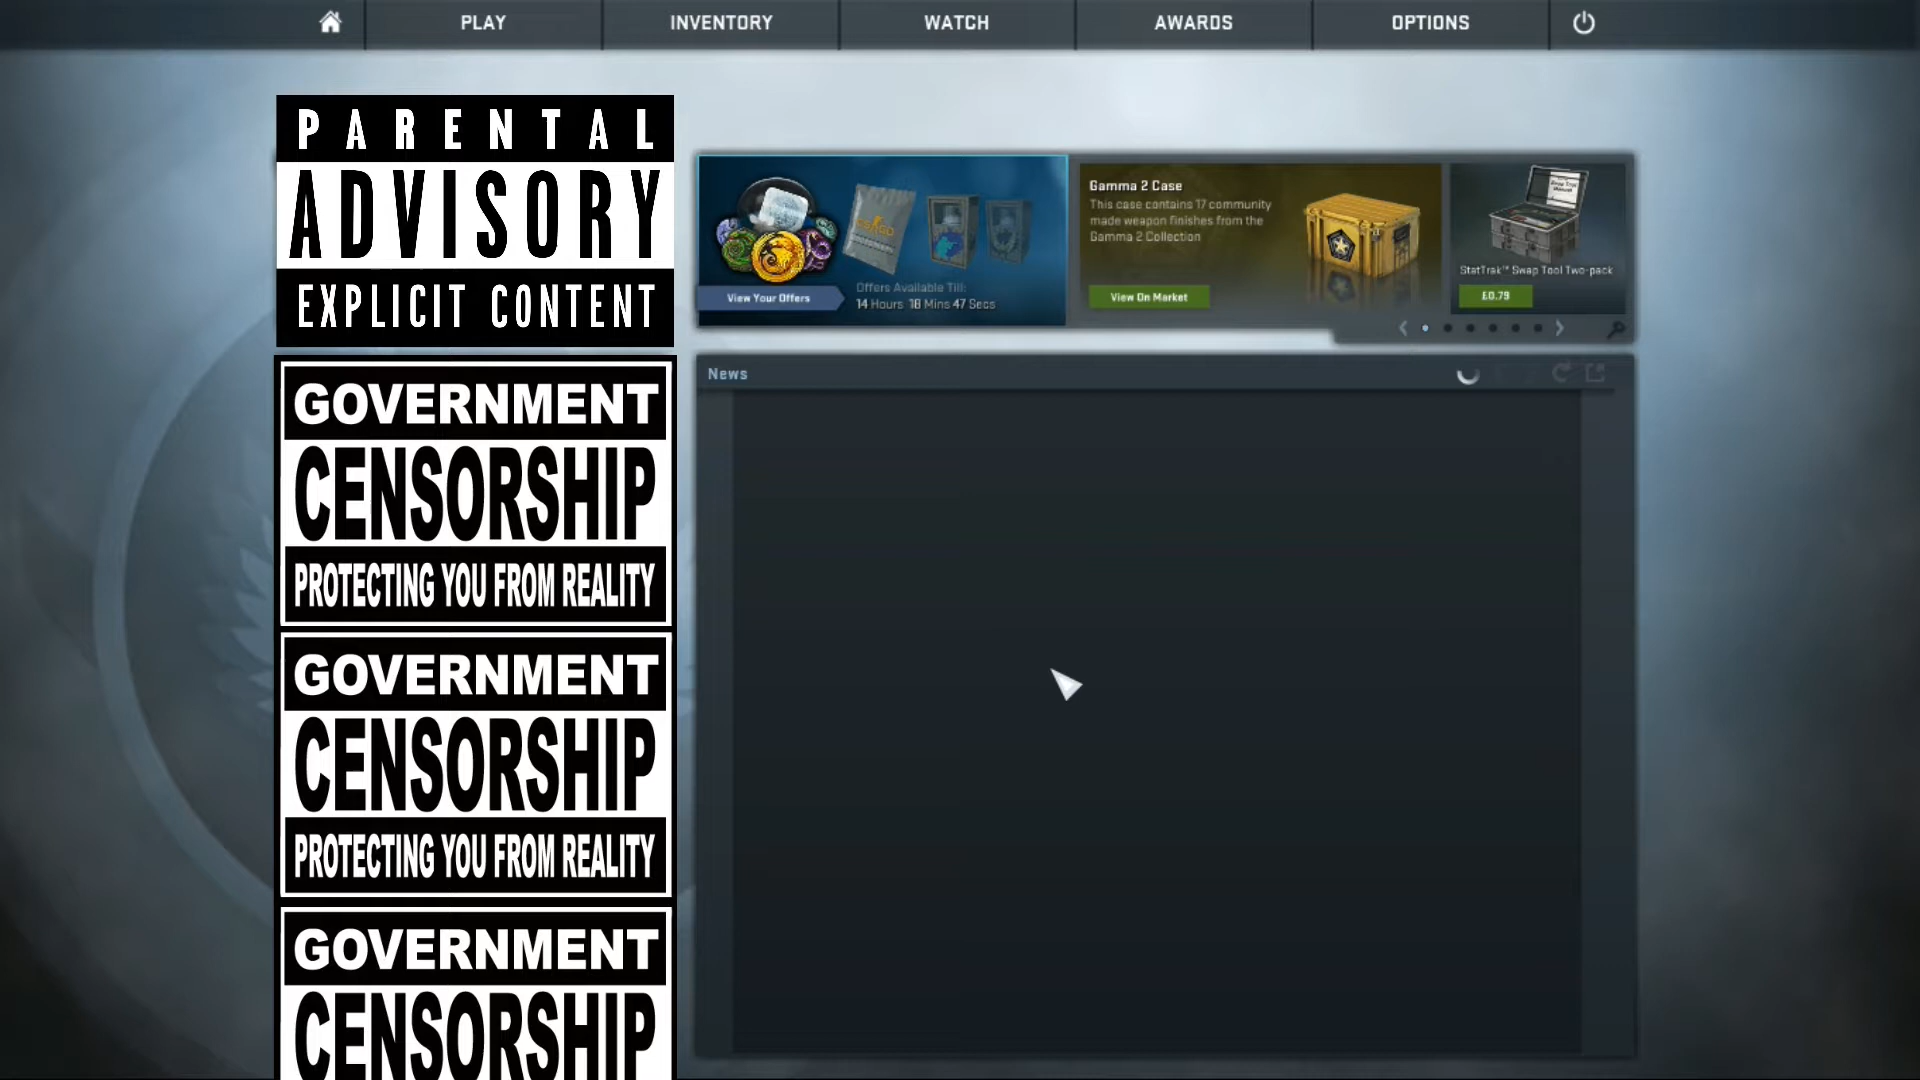 PLAY
INVENTORY
WATCH
AWARDS
OPTIONS
PARENTAL
ADVISORY
EXPLICIT CONTENT
View Your Offers
Offers Available Till:
14 Hours 18 Mins 47 Secs
Gamma 2 Case
This case contains 17 community
made weapon finishes from the
Gamma 2 Collection
View On Market
StatTrak™ Swap Tool Two-pack
£0.79
News
GOVERNMENT
CENSORSHIP
PROTECTING YOU FROM REALITY
GOVERNMENT
CENSORSHIP
PROTECTING YOU FROM REALITY
GOVERNMENT
CENSORSHIP